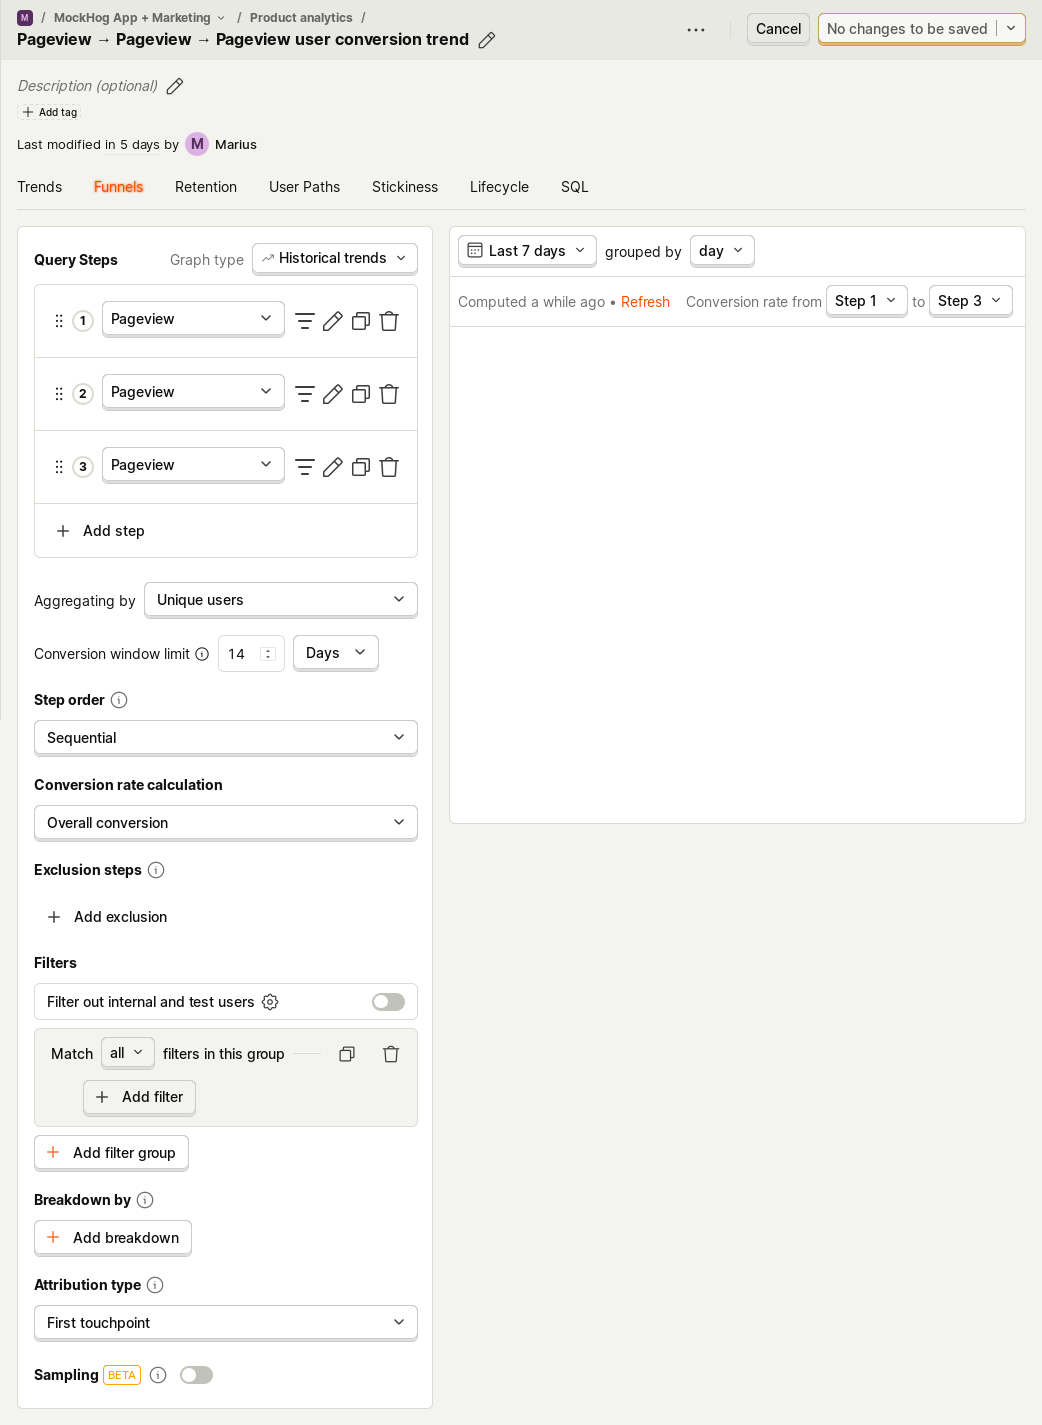 M / MockHog App + Marketing / Product analytics /
Pageview → Pageview → Pageview user conversion trend
Cancel
No changes to be saved
Description (optional)
Add tag
Last modified in 5 days by M Marius
Trends Funnels Retention User Paths Stickiness Lifecycle SQL
Query Steps
Graph type Historical trends
1 Pageview
2 Pageview
3 Pageview
Add step
Aggregating by Unique users
Conversion window limit 14 Days
Step order
Sequential
Conversion rate calculation
Overall conversion
Exclusion steps
Add exclusion
Filters
Filter out internal and test users
Match all filters in this group
Add filter
Add filter group
Breakdown by
Add breakdown
Attribution type
First touchpoint
Sampling BETA
Last 7 days grouped by day
Computed a while ago • Refresh Conversion rate from Step 1 to Step 3